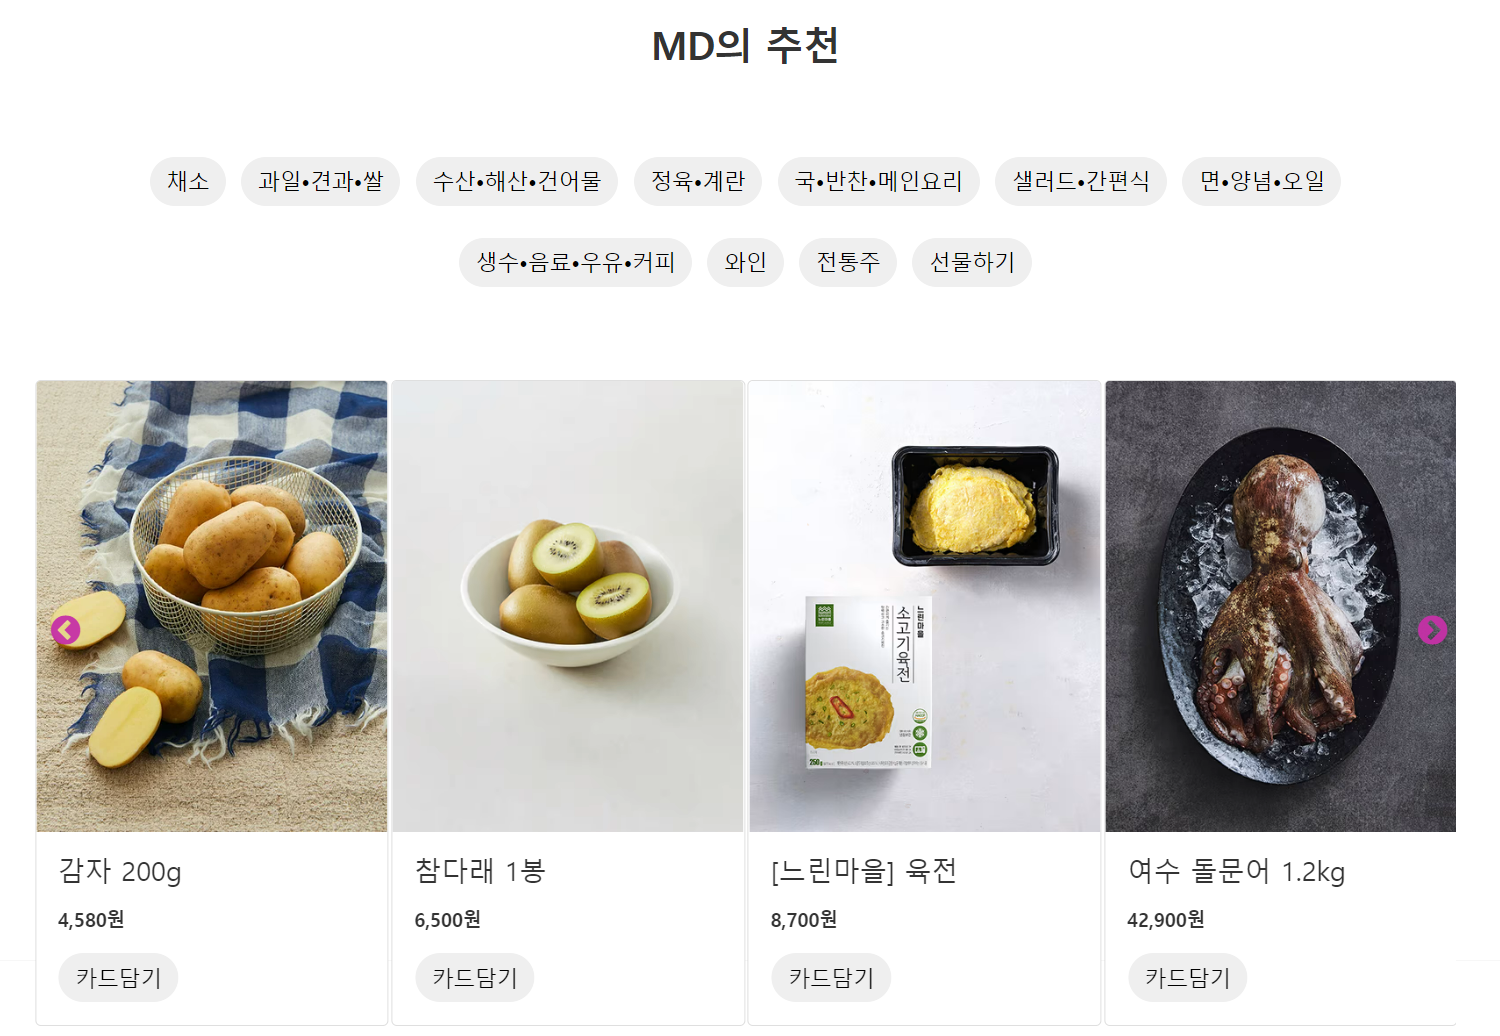 MD의 추천
채소 과일•견과•쌀 수산•해산•건어물 정육•계란 국•반찬•메인요리 샐러드•간편식 면•양념•오일
생수•음료•우유•커피 와인 전통주 선물하기
느린마을
소고기육전
250g
감자 200g
4,580원
카드담기
참다래 1봉
6,500원
카드담기
[느린마을] 육전
8,700원
카드담기
여수 돌문어 1.2kg
42,900원
카드담기